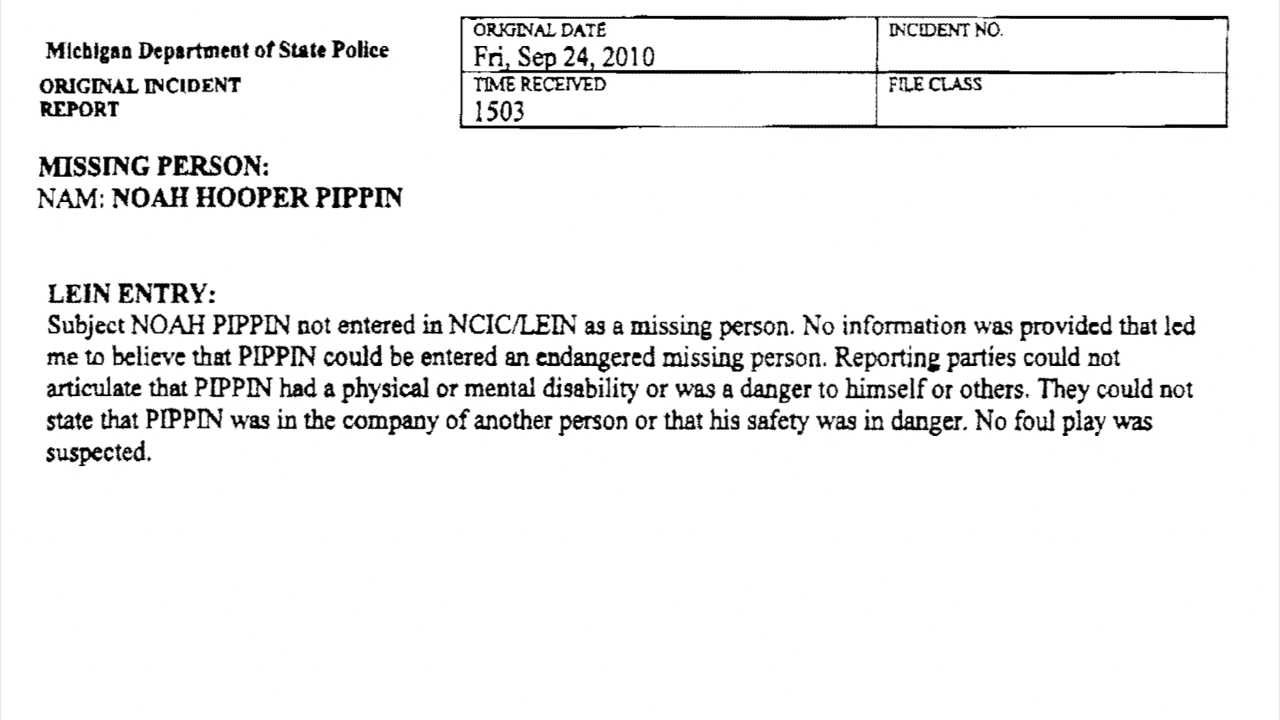 Michigan Department of State Police
ORIGINAL INCIDENT
REPORT
ORIGINAL DATE
Fri, Sep 24, 2010
INCIDENT NO.
TIME RECEIVED
1503
FILE CLASS
MISSING PERSON:
NAM: NOAH HOOPER PIPPIN
LEIN ENTRY:
Subject NOAH PIPPIN not entered in NCIC/LEIN as a missing person. No information was provided that led
me to believe that PIPPIN could be entered an endangered missing person. Reporting parties could not
articulate that PIPPIN had a physical or mental disability or was a danger to himself or others. They could not
state that PIPPIN was in the company of another person or that his safety was in danger. No foul play was
suspected.